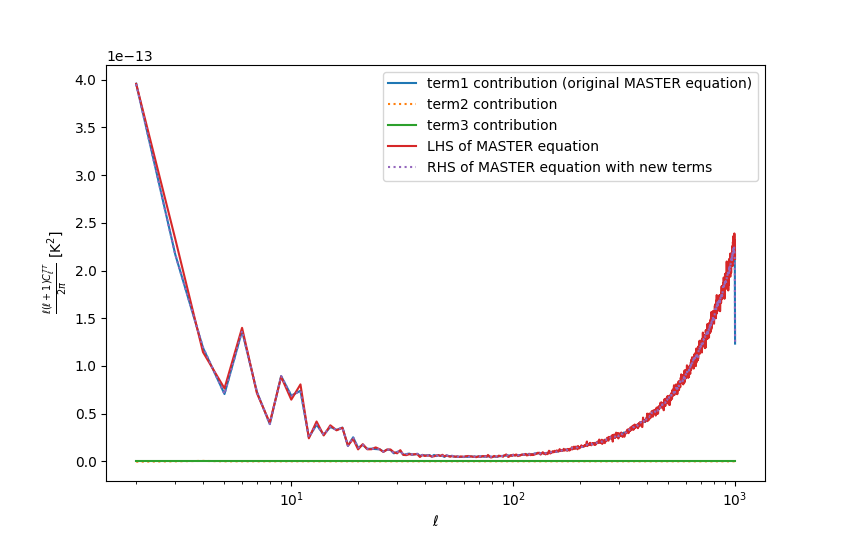 1e−13
4.0
3.5
3.0
2.5
2.0
1.5
1.0
0.5
0.0
ℓ(ℓ+1)C_ℓ^{TT}/2π [K²]
term1 contribution (original MASTER equation)
term2 contribution
term3 contribution
LHS of MASTER equation
RHS of MASTER equation with new terms
10¹ 10² 10³
ℓ